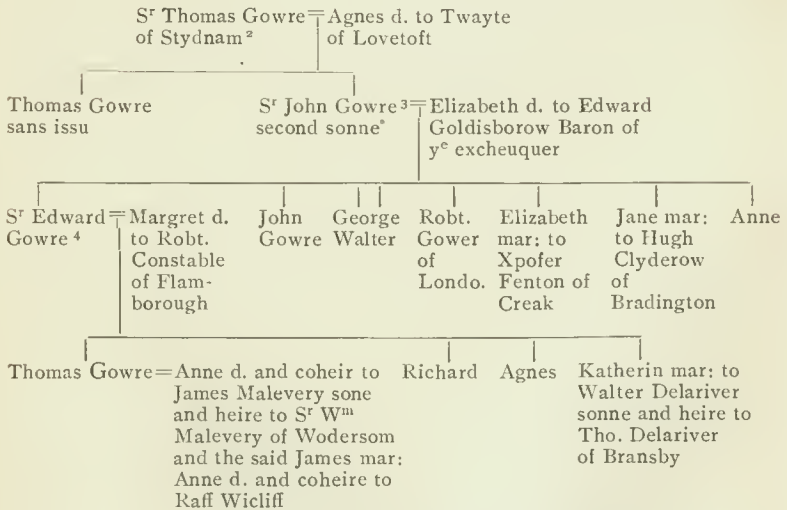 Sʳ Thomas Gowre = Agnes d. to Twayte
of Stydnam² of Lovetoft
Thomas Gowre
sans issu
Sʳ John Gowre ³ = Elizabeth d. to Edward
second sonne Goldisborow Baron of
yᵉ excheuquer
Sʳ Edward
Gowre ⁴
=
Margret d.
to Robt.
Constable
of Flam-
borough
John
Gowre
George
Walter
Robt.
Gower
of
Londo.
Elizabeth
mar: to
Xpofer
Fenton of
Creak
Jane mar:
to Hugh
Clyderow
of
Bradington
Anne
Thomas Gowre =
Anne d. and coheir to
James Malevery sone
and heire to Sʳ Wᵐ
Malevery of Wodersom
and the said James mar:
Anne d. and coheire to
Raff Wicliff
Richard
Agnes
Katherin mar: to
Walter Delariver
sonne and heire to
Tho. Delariver
of Bransby